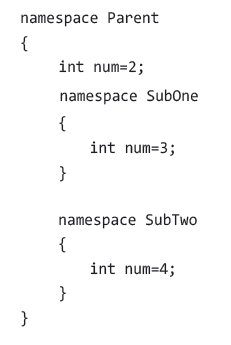 namespace Parent
{
int num=2;
namespace SubOne
{
int num=3;
}
namespace SubTwo
{
int num=4;
}
}